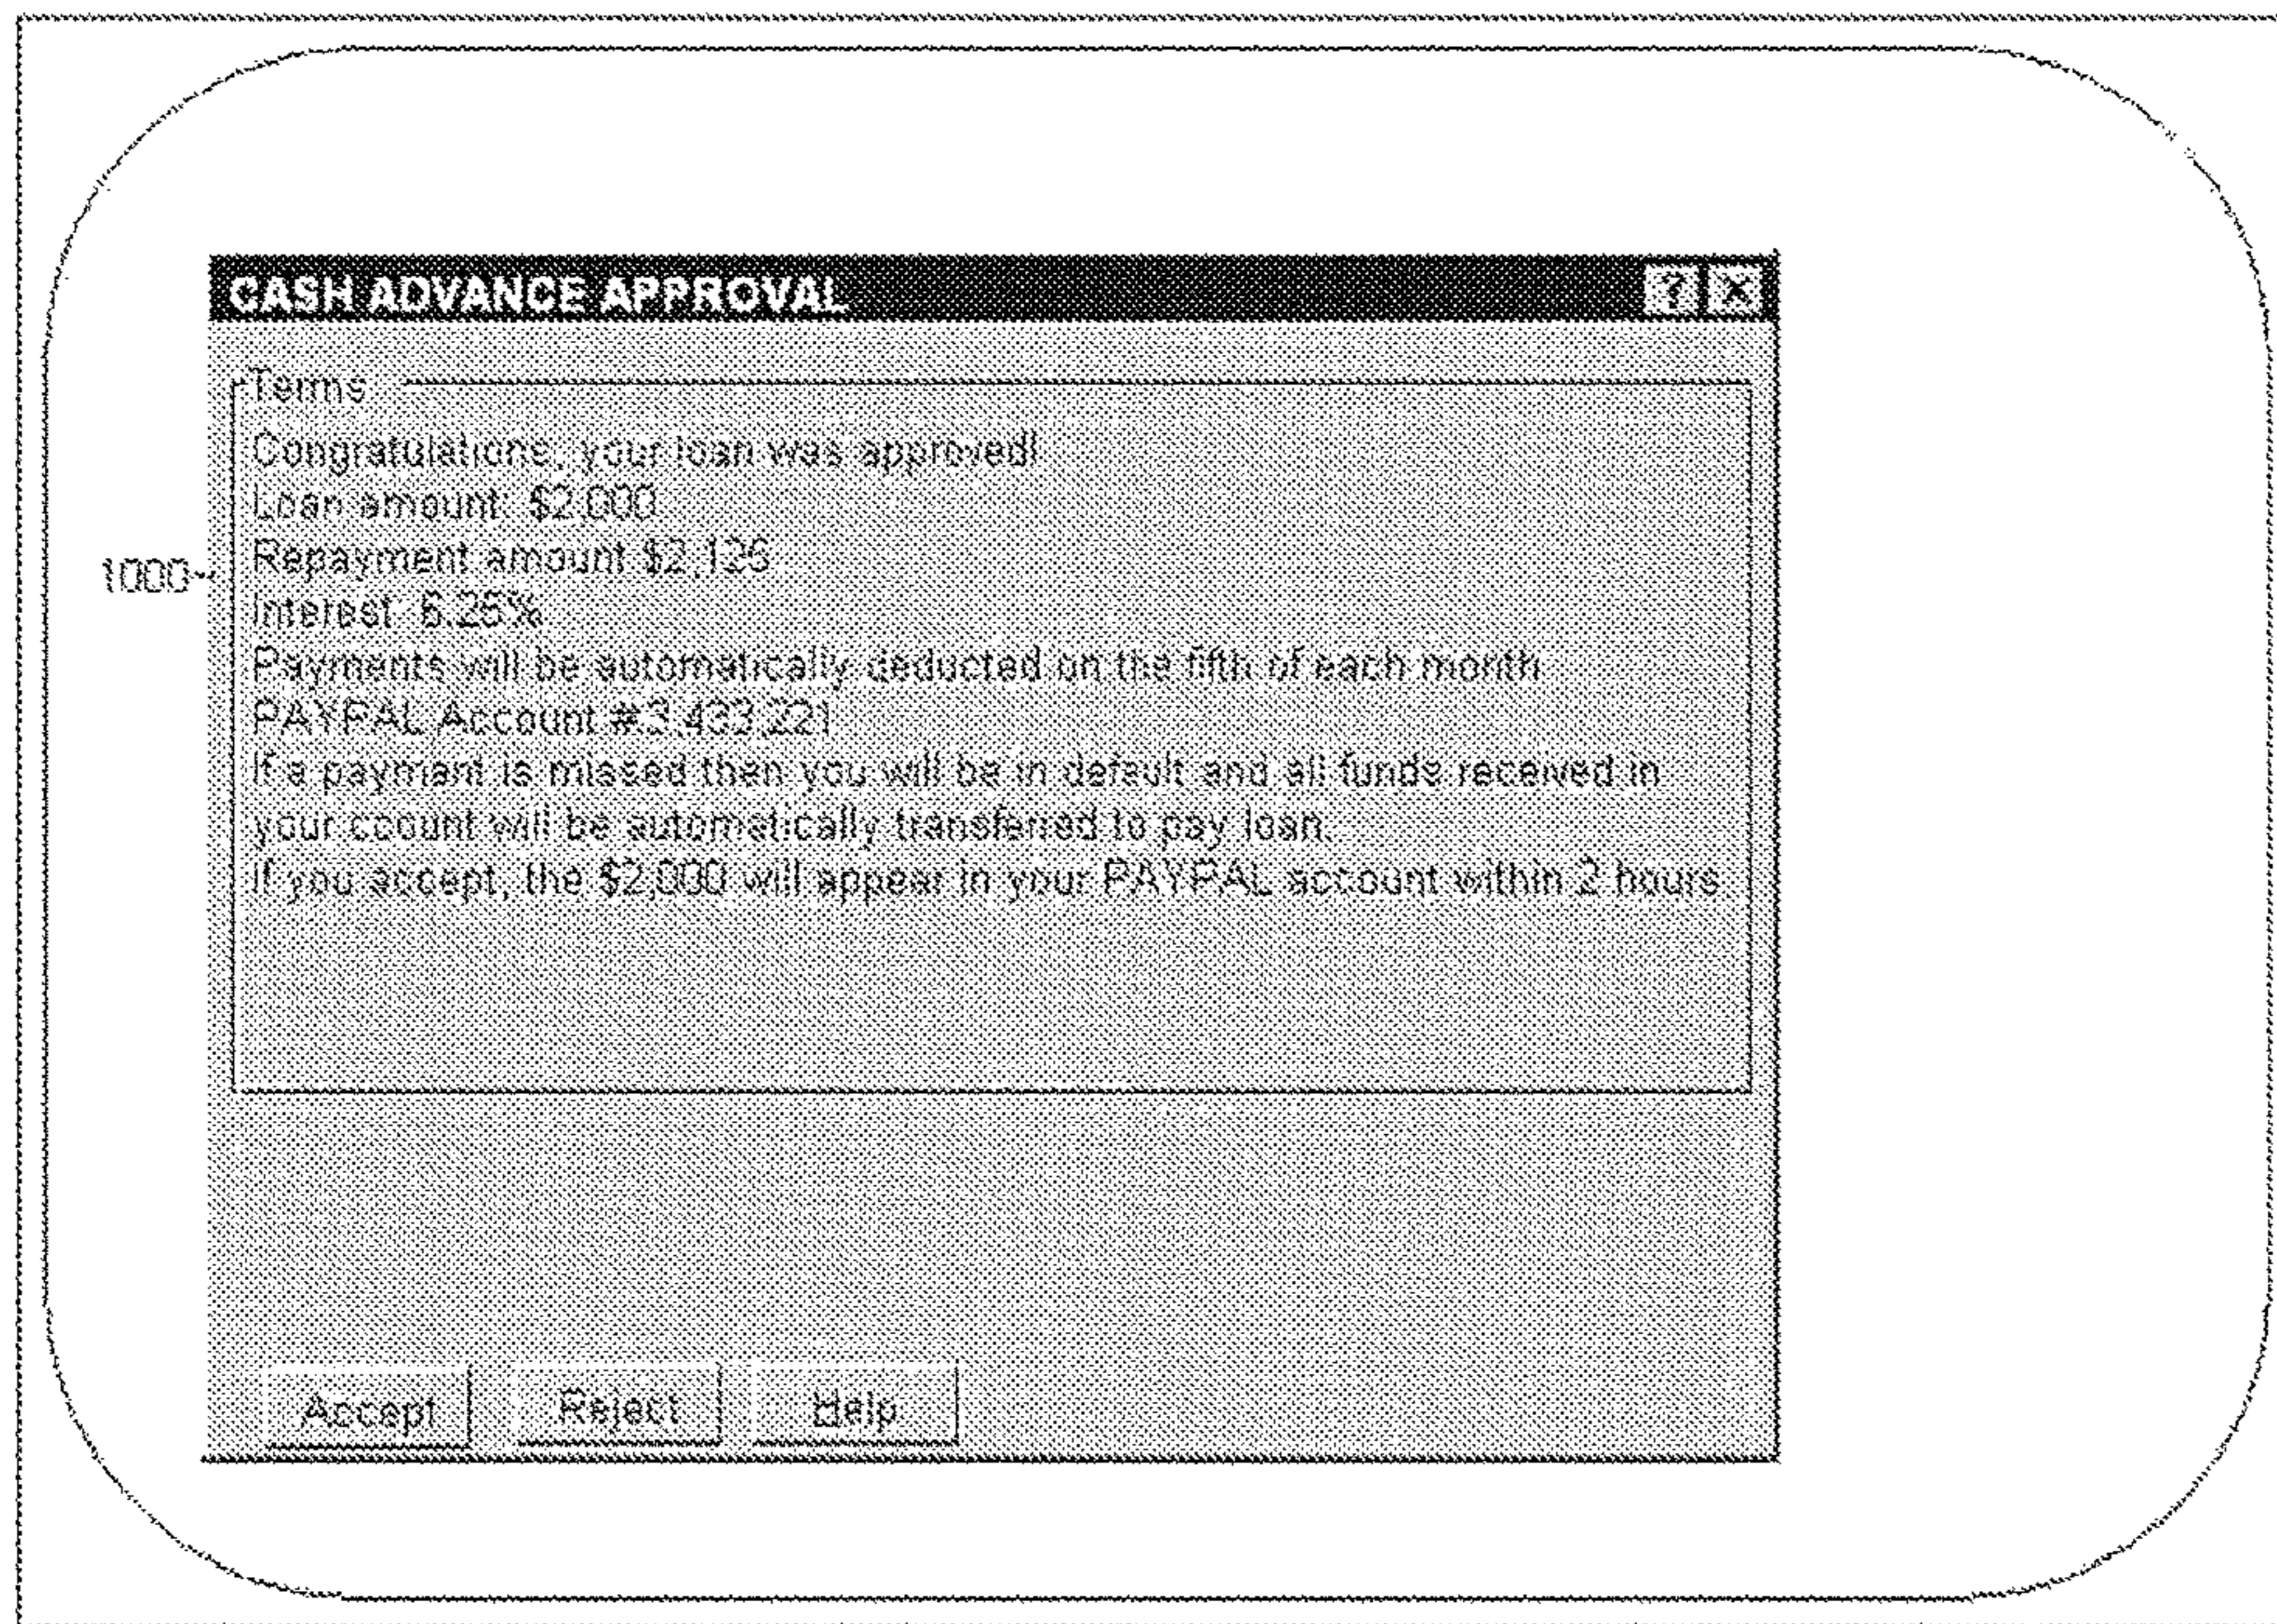 CASH ADVANCE APPROVAL ? X
Terms
Congratulations, your loan was approved!
Loan amount: $2,000
1000
Repayment amount $2,125
Interest: 6.25%
Payments will be automatically deducted on the fifth of each month
PAYPAL Account #3,433,221
If a payment is missed then you will be in default and all funds received in
your ccount will be automatically transferred to pay loan.
If you accept, the $2,000 will appear in your PAYPAL account within 2 hours
Accept Reject Help